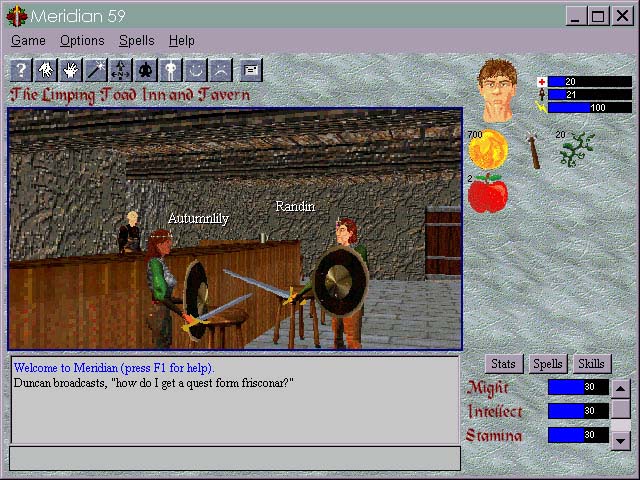 Meridian 59
Game Options Spells Help
?
N
The Limping Toad Inn and Tavern
20
21
100
700
20
2
Autumnlily
Randin
Welcome to Meridian (press F1 for help).
Duncan broadcasts, "how do I get a quest form frisconar?"
Stats Spells Skills
Might 30
Intellect 30
Stamina 30